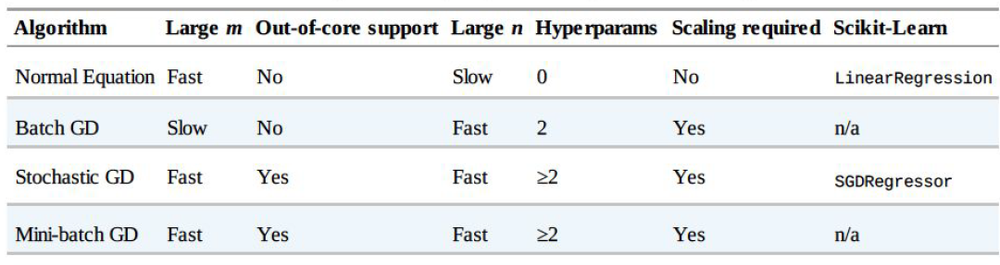 Algorithm Large m Out-of-core support Large n Hyperparams Scaling required Scikit-Learn
Normal Equation Fast No Slow 0 No LinearRegression
Batch GD Slow No Fast 2 Yes n/a
Stochastic GD Fast Yes Fast ≥2 Yes SGDRegressor
Mini-batch GD Fast Yes Fast ≥2 Yes n/a